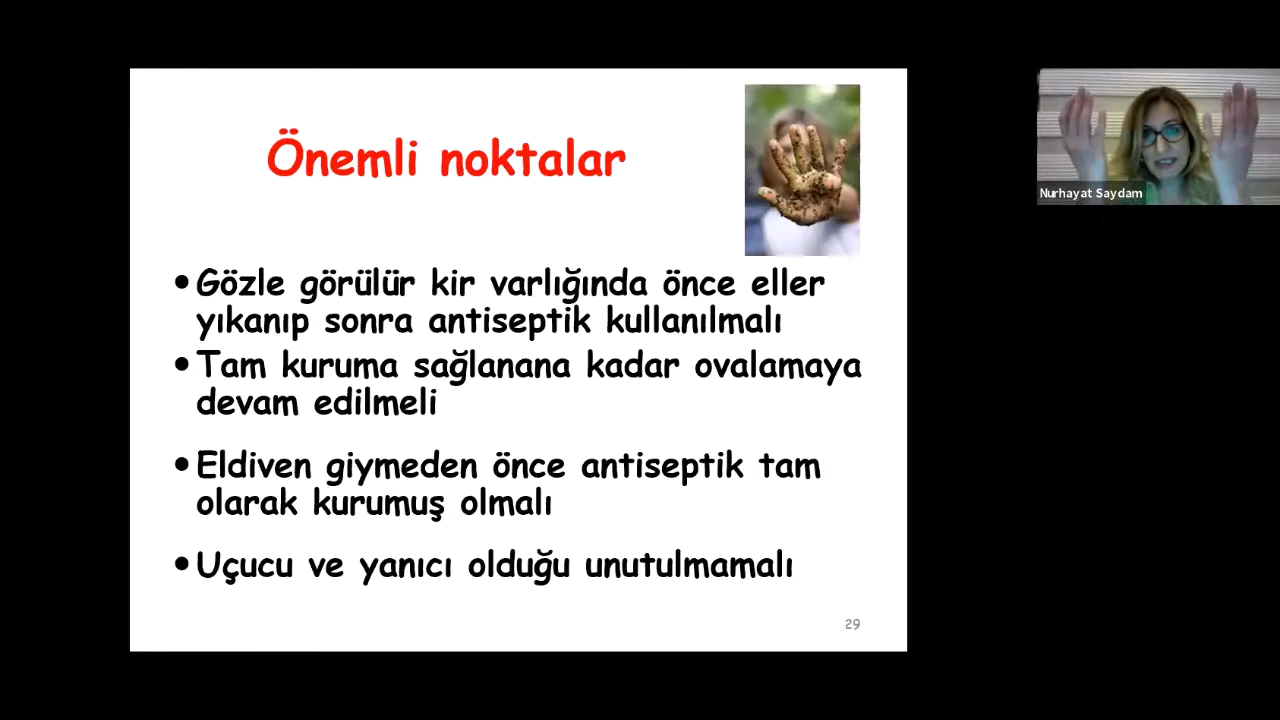 Önemli noktalar
Nurhayat Saydam
• Gözle görülür kir varlığında önce eller
yıkanıp sonra antiseptik kullanılmalı
• Tam kuruma sağlanana kadar ovalamaya
devam edilmeli
• Eldiven giymeden önce antiseptik tam
olarak kurumuş olmalı
• Uçucu ve yanıcı olduğu unutulmamalı
29